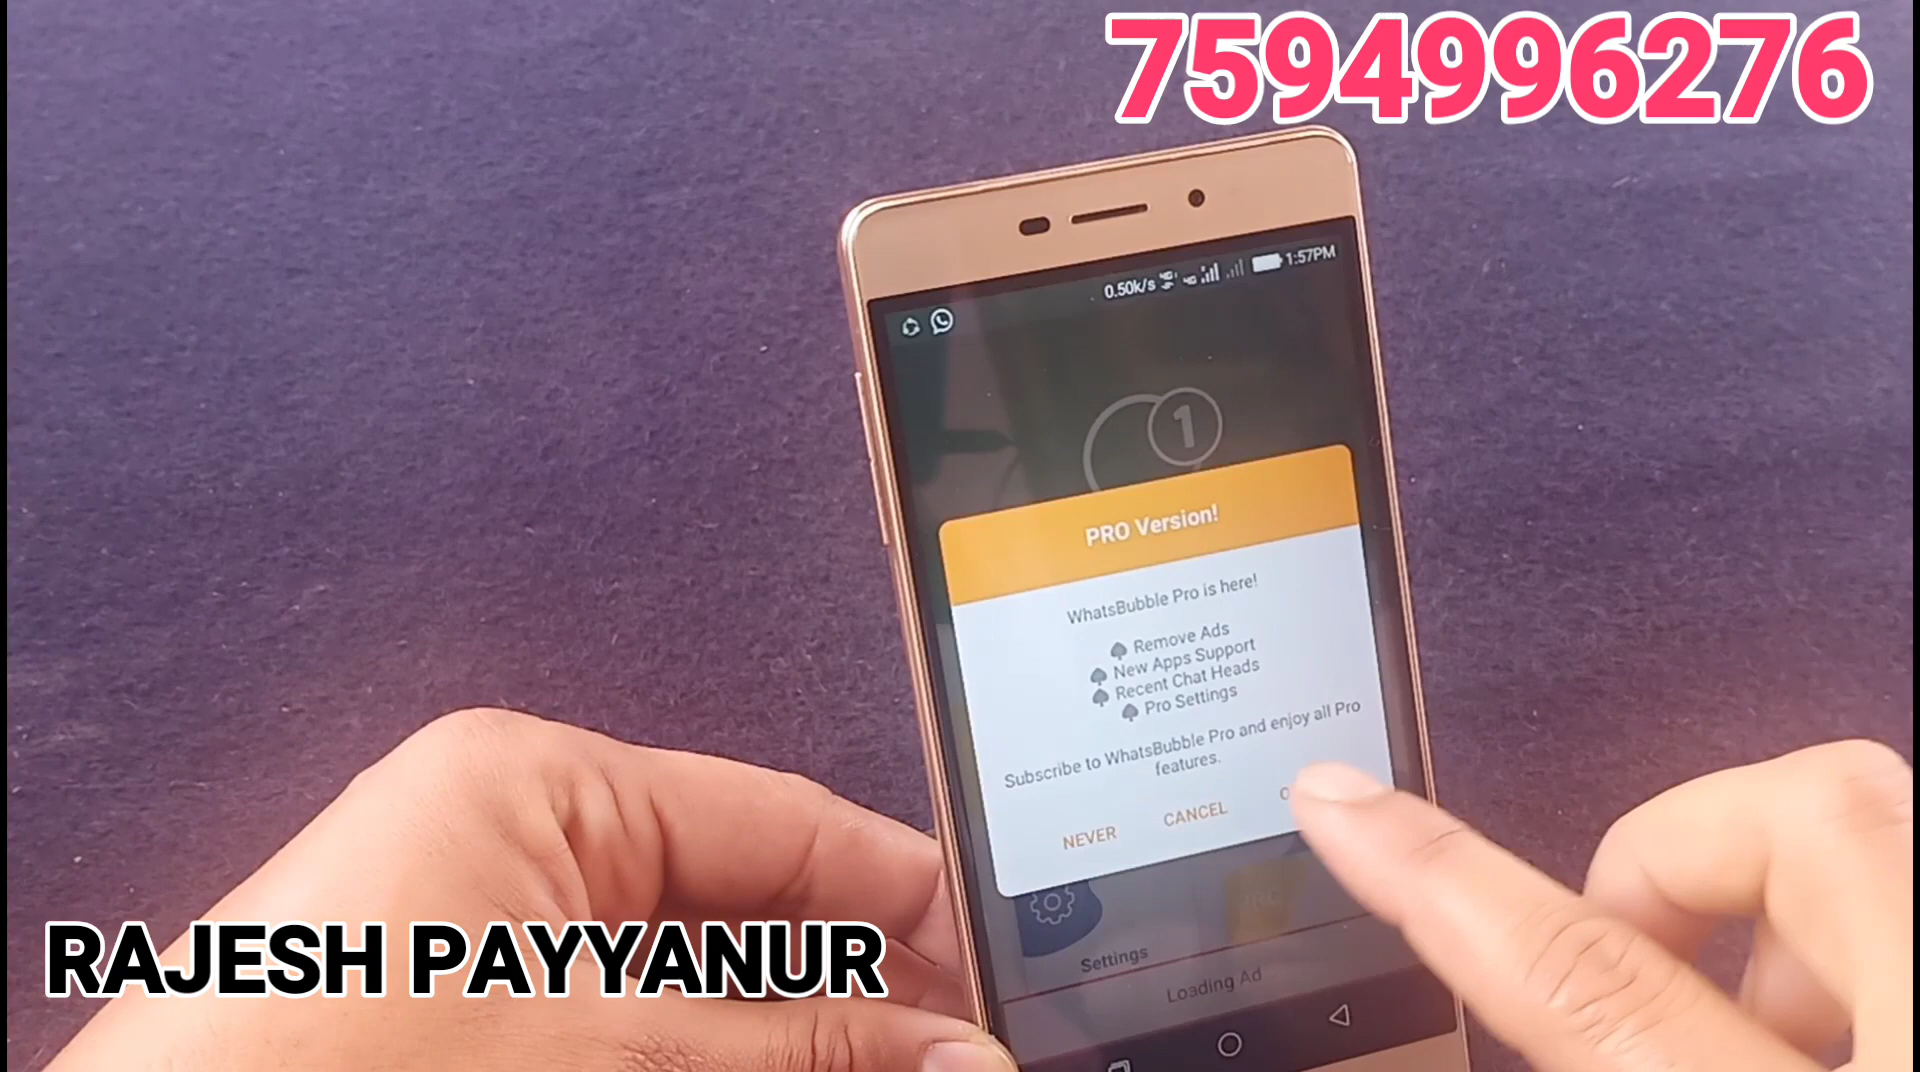 7594996276
0.50k/s 4G 1:57PM
1
PRO Version!
WhatsBubble Pro is here!
♠ Remove Ads
♠ New Apps Support
♠ Recent Chat Heads
♠ Pro Settings
Subscribe to WhatsBubble Pro and enjoy all Pro
features.
NEVER CANCEL
Settings
Loading Ad
RAJESH PAYYANUR